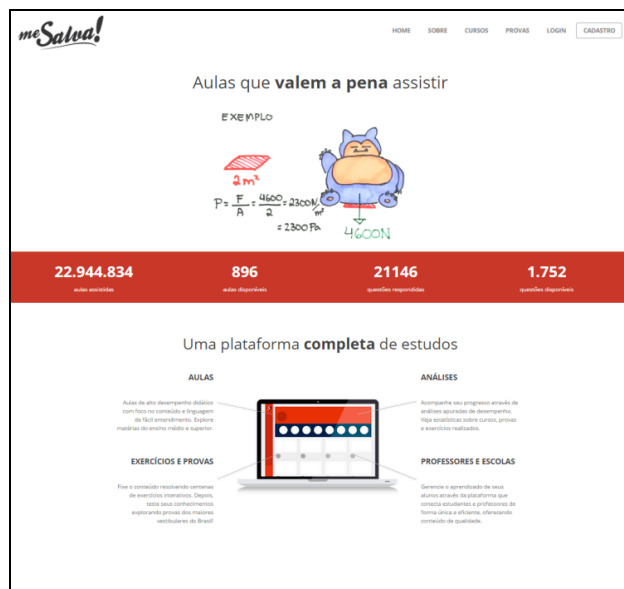 me Salva!
HOME SOBRE CURSOS PROVAS LOGIN CADASTRO
Aulas que valem a pena assistir
EXEMPLO
2m²
P = F/A = 4600/2 = 2300N/m²
= 2300 Pa
4600N
22.944.834 896 21146 1.752
aulas assistidas aulas disponíveis questões respondidas questões disponíveis
Uma plataforma completa de estudos
AULAS
Aulas de alto desempenho didático
com foco no conteúdo e linguagem
de fácil entendimento. Explore
matérias do ensino médio e superior.
ANÁLISES
Acompanhe seu progresso através de
análises apuradas de desempenho.
Veja estatísticas sobre cursos, provas
e exercícios realizados.
EXERCÍCIOS E PROVAS
Fixe o conteúdo resolvendo centenas
de exercícios interativos. Depois,
teste seus conhecimentos
explorando provas dos maiores
vestibulares do Brasil!
PROFESSORES E ESCOLAS
Gerencie o aprendizado de seus
alunos através da plataforma que
conecta estudantes e professores de
forma única e eficiente, oferecendo
conteúdo de qualidade.